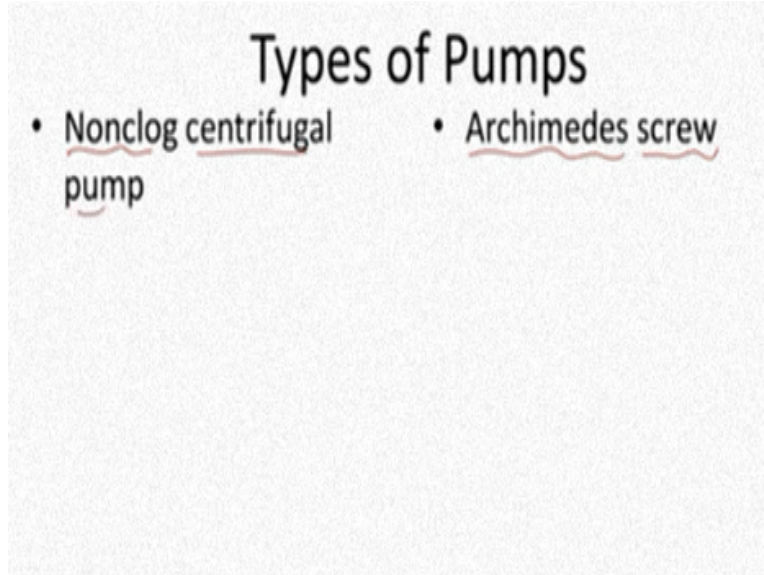 Types of Pumps
• Nonclog centrifugal
pump
• Archimedes screw